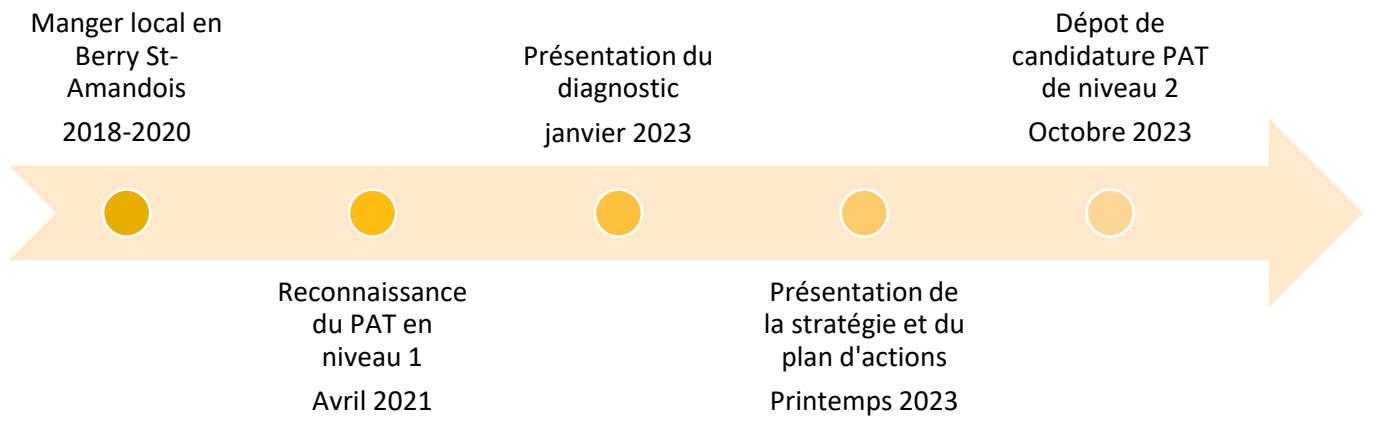 Manger local en
Berry St-
Amandois
2018-2020
Reconnaissance
du PAT en
niveau 1
Avril 2021
Présentation du
diagnostic
janvier 2023
Présentation de
la stratégie et du
plan d'actions
Printemps 2023
Dépot de
candidature PAT
de niveau 2
Octobre 2023